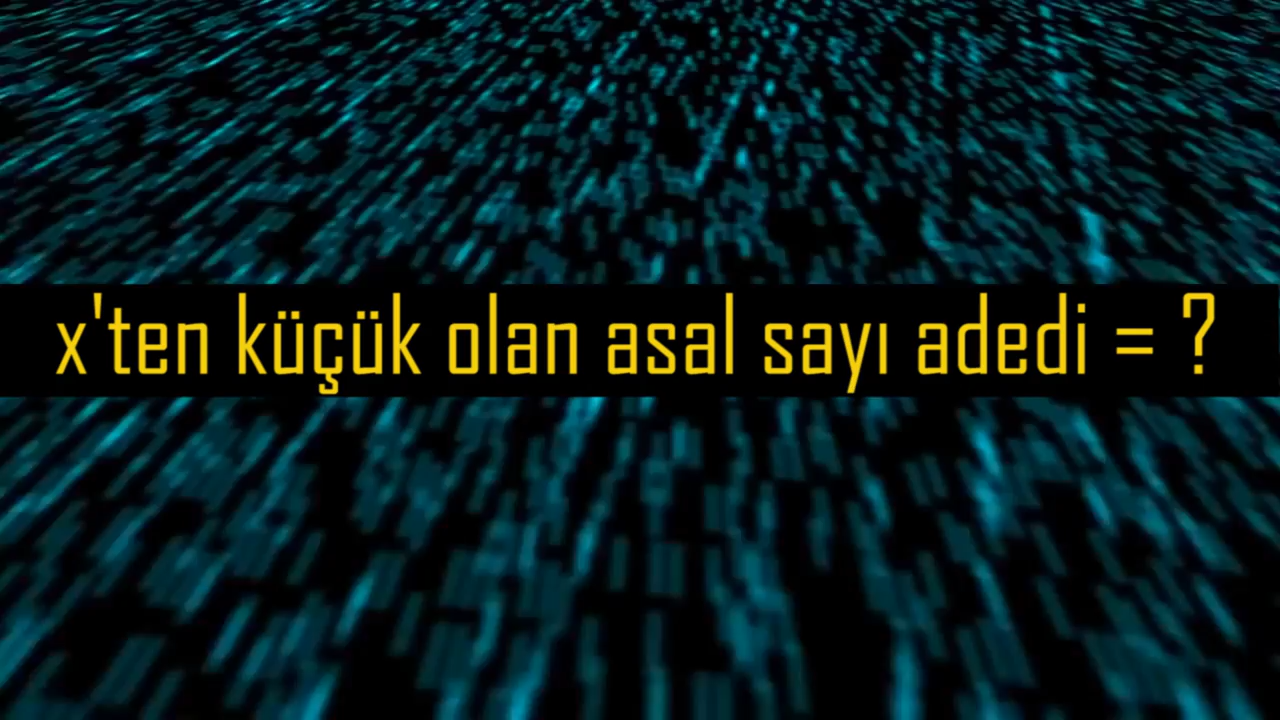 x'ten küçük olan asal sayı adedi = ?